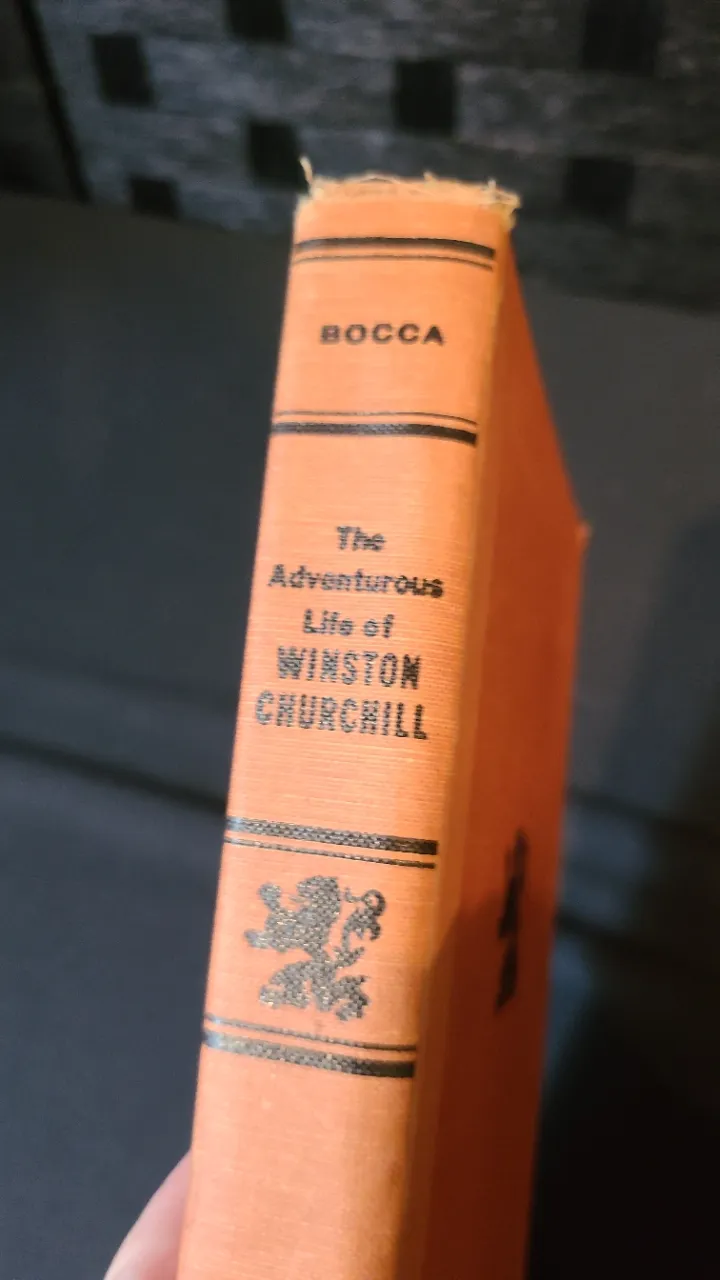 BOCCA
The
Adventurous
Life of
WINSTON
CHURCHILL